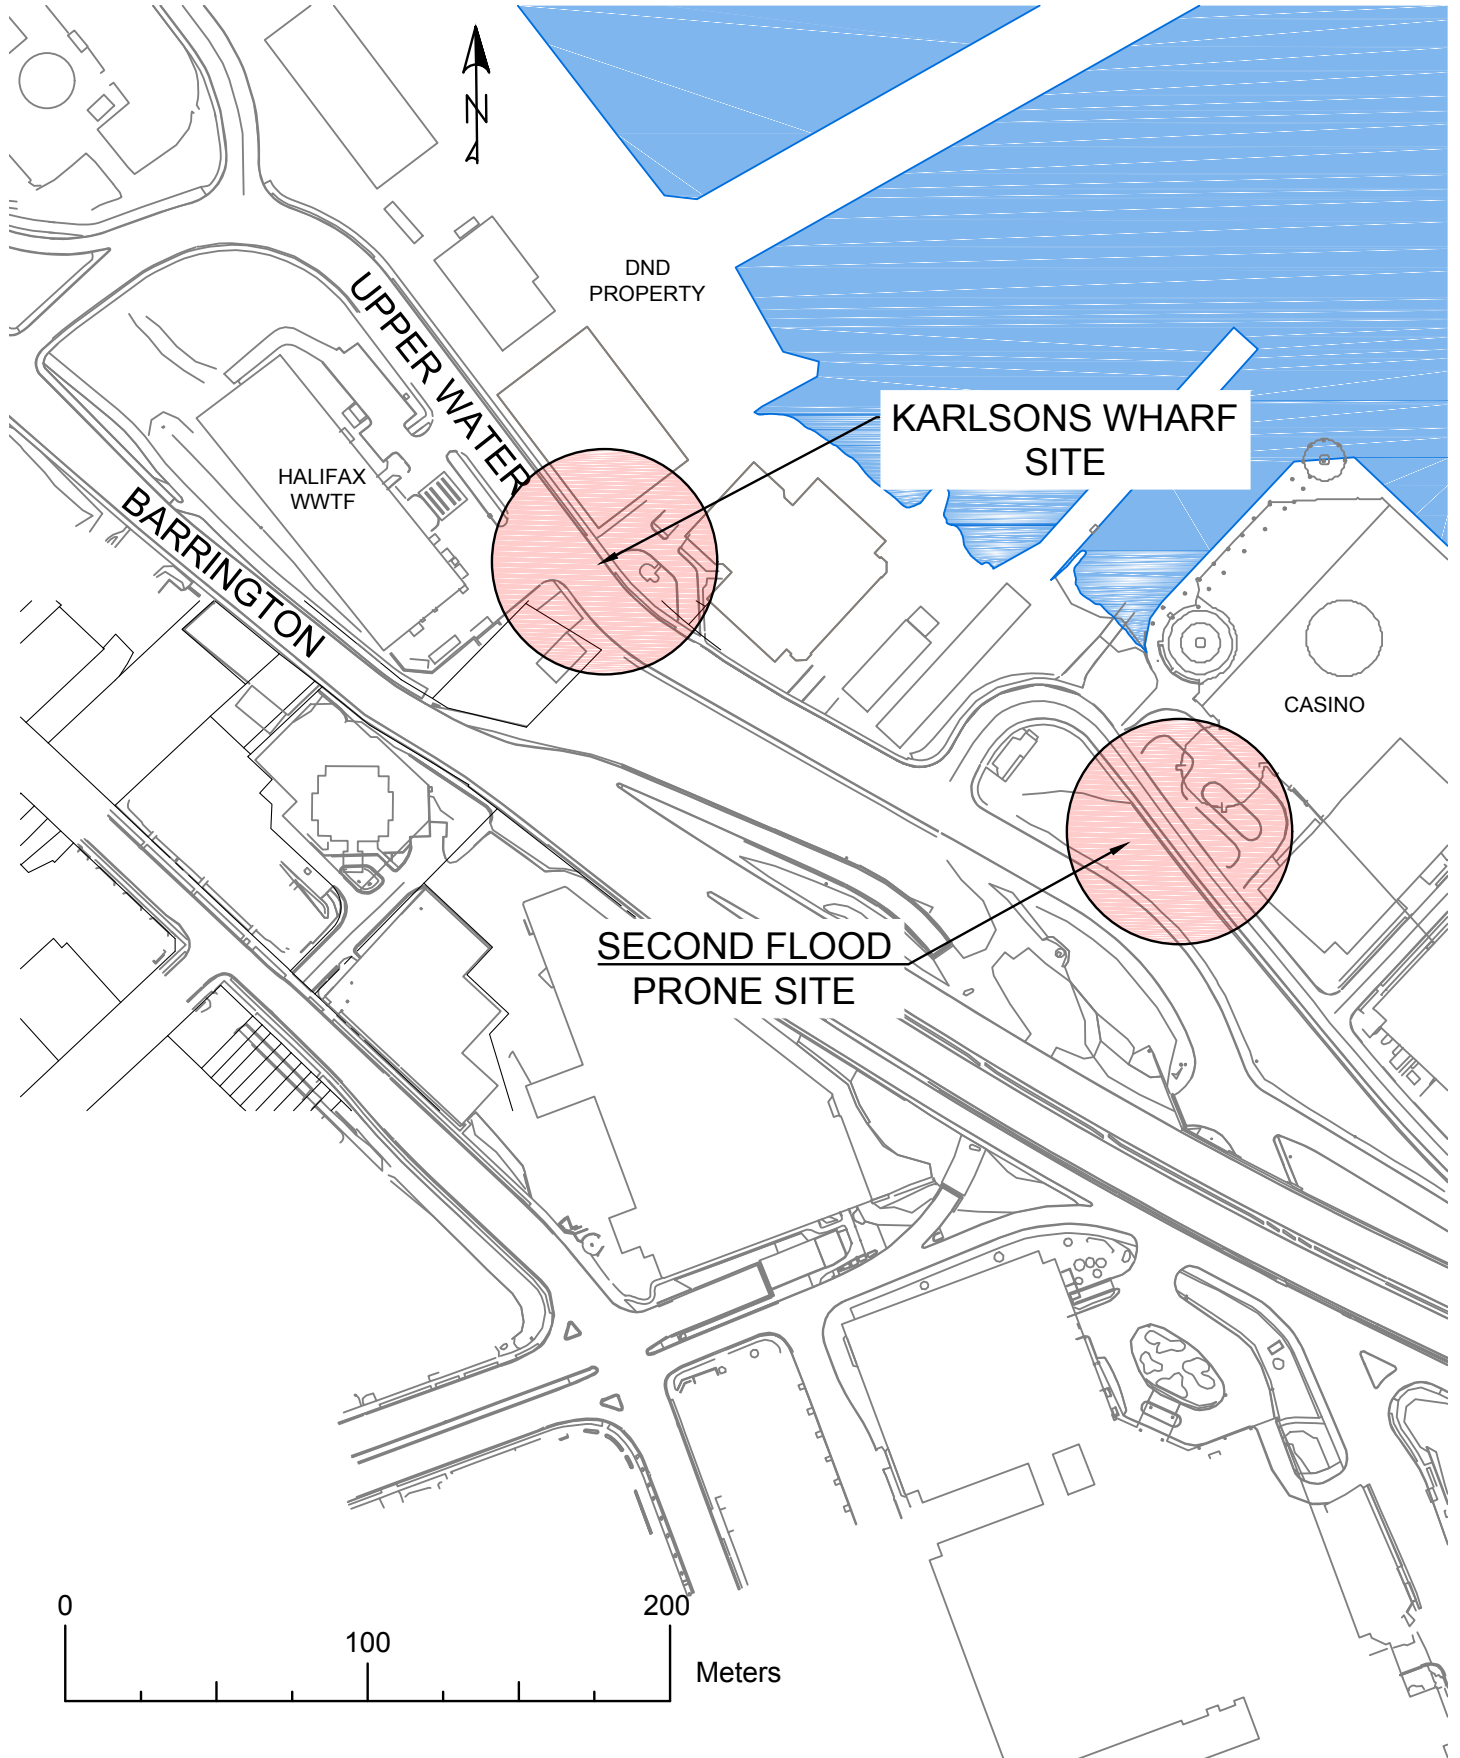 N
DND
PROPERTY
UPPER WATER
KARLSONS WHARF
SITE
HALIFAX
WWTF
BARRINGTON
CASINO
SECOND FLOOD
PRONE SITE
0
100
200
Meters